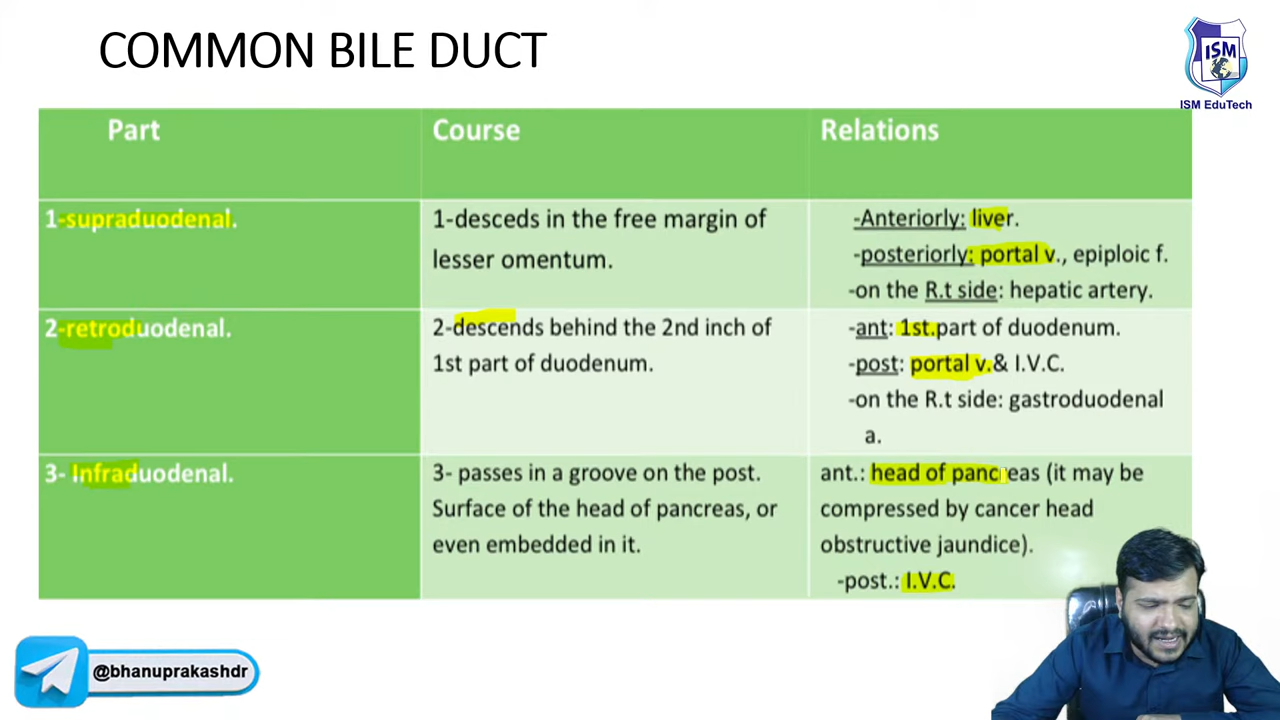 COMMON BILE DUCT
ISM
ISM EduTech
Part
Course
Relations
1-supraduodenal.
1-desceds in the free margin of
lesser omentum.
-Anteriorly: liver.
-posteriorly: portal v., epiploic f.
-on the R.t side: hepatic artery.
2-retroduodenal.
2-descends behind the 2nd inch of
1st part of duodenum.
-ant: 1st.part of duodenum.
-post: portal v.& I.V.C.
-on the R.t side: gastroduodenal
a.
3- Infraduodenal.
3- passes in a groove on the post.
Surface of the head of pancreas, or
even embedded in it.
ant.: head of pancreas (it may be
compressed by cancer head
obstructive jaundice).
-post.: I.V.C.
@bhanuprakashdr